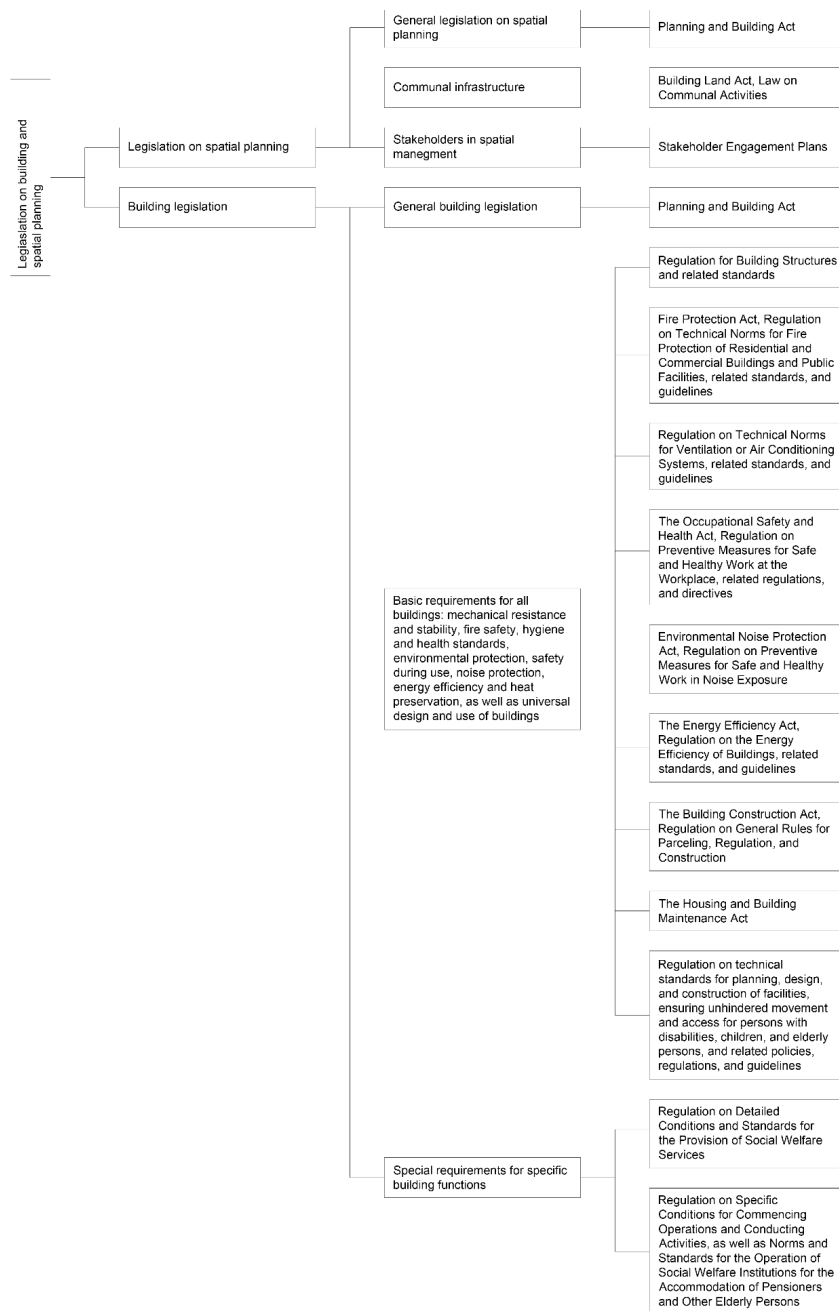 Legiaslation on building and
spatial planning
Legislation on spatial planning
Building legislation
General legislation on spatial
planning
Communal infrastructure
Stakeholders in spatial
manegment
General building legislation
Basic requirements for all
buildings: mechanical resistance
and stability, fire safety, hygiene
and health standards,
environmental protection, safety
during use, noise protection,
energy efficiency and heat
preservation, as well as universal
design and use of buildings
Special requirements for specific
building functions
Planning and Building Act
Building Land Act, Law on
Communal Activities
Stakeholder Engagement Plans
Planning and Building Act
Regulation for Building Structures
and related standards
Fire Protection Act, Regulation
on Technical Norms for Fire
Protection of Residential and
Commercial Buildings and Public
Facilities, related standards, and
guidelines
Regulation on Technical Norms
for Ventilation or Air Conditioning
Systems, related standards, and
guidelines
The Occupational Safety and
Health Act, Regulation on
Preventive Measures for Safe
and Healthy Work at the
Workplace, related regulations,
and directives
Environmental Noise Protection
Act, Regulation on Preventive
Measures for Safe and Healthy
Work in Noise Exposure
The Energy Efficiency Act,
Regulation on the Energy
Efficiency of Buildings, related
standards, and guidelines
The Building Construction Act,
Regulation on General Rules for
Parceling, Regulation, and
Construction
The Housing and Building
Maintenance Act
Regulation on technical
standards for planning, design,
and construction of facilities,
ensuring unhindered movement
and access for persons with
disabilities, children, and elderly
persons, and related policies,
regulations, and guidelines
Regulation on Detailed
Conditions and Standards for
the Provision of Social Welfare
Services
Regulation on Specific
Conditions for Commencing
Operations and Conducting
Activities, as well as Norms and
Standards for the Operation of
Social Welfare Institutions for the
Accommodation of Pensioners
and Other Elderly Persons